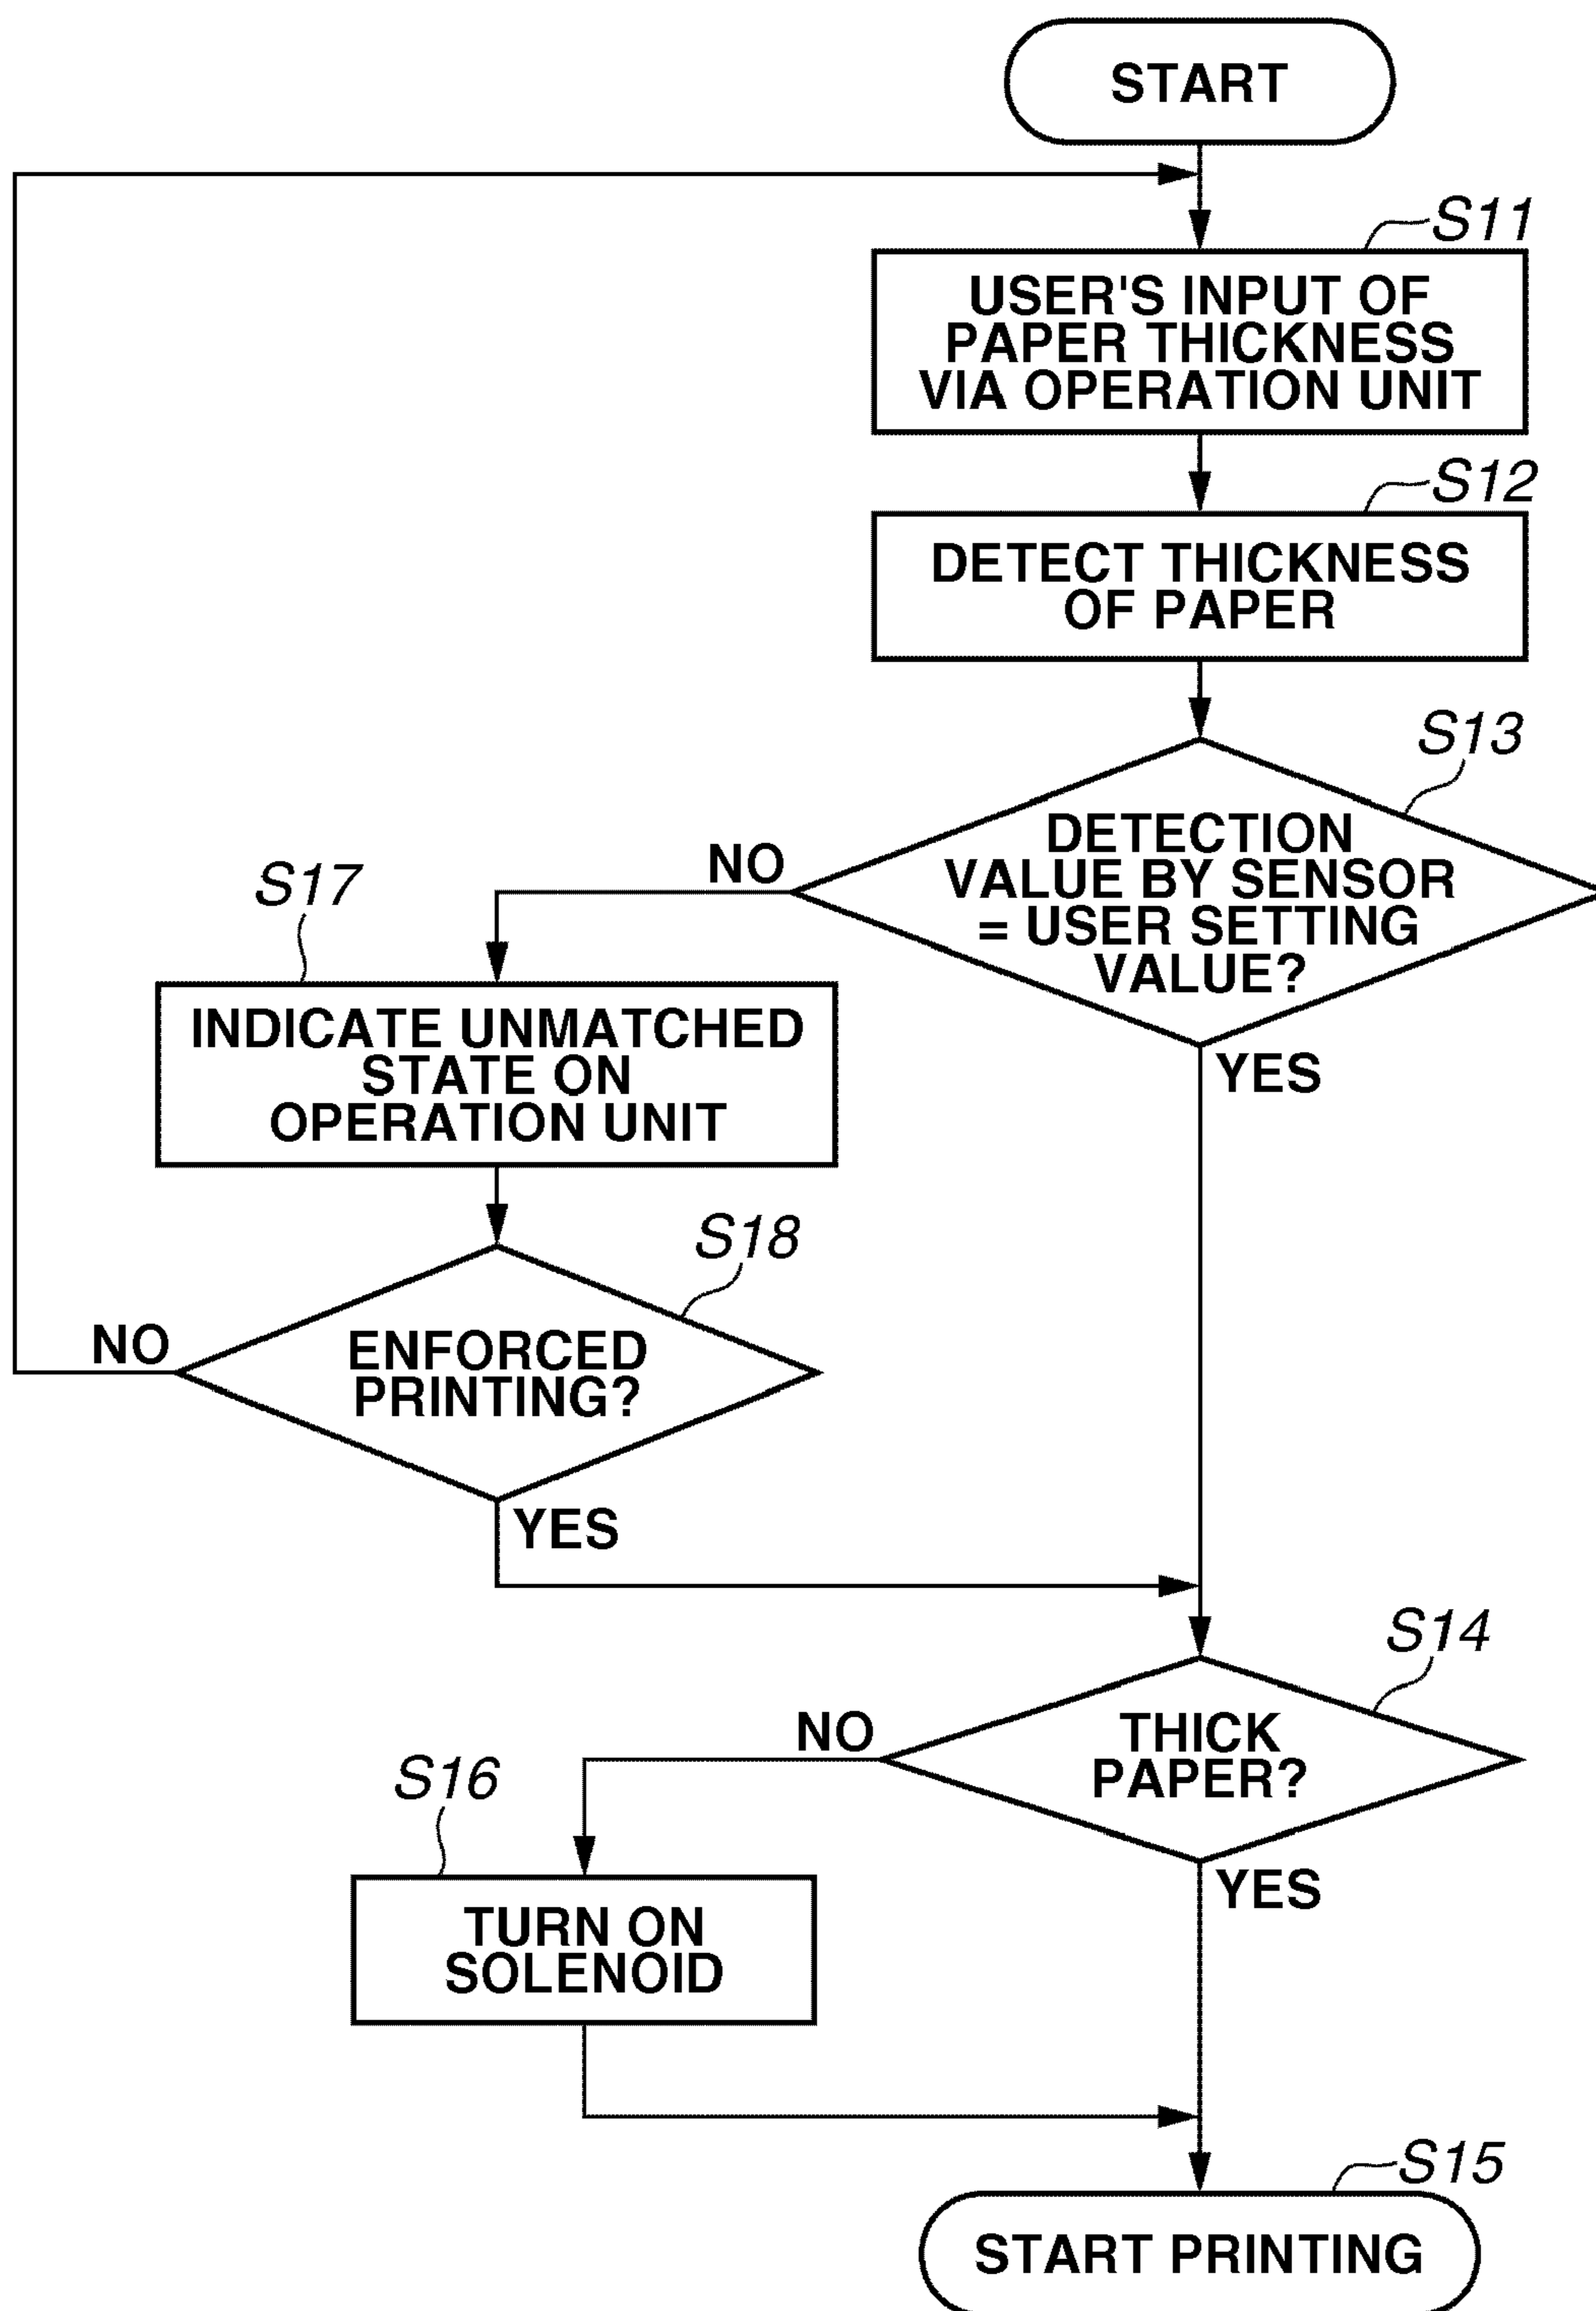 START
S11
USER'S INPUT OF
PAPER THICKNESS
VIA OPERATION UNIT
S12
DETECT THICKNESS
OF PAPER
S13
DETECTION
VALUE BY SENSOR
= USER SETTING
VALUE?
NO
YES
S17
INDICATE UNMATCHED
STATE ON
OPERATION UNIT
S18
ENFORCED
PRINTING?
NO
YES
S14
THICK
PAPER?
NO
YES
S16
TURN ON
SOLENOID
S15
START PRINTING